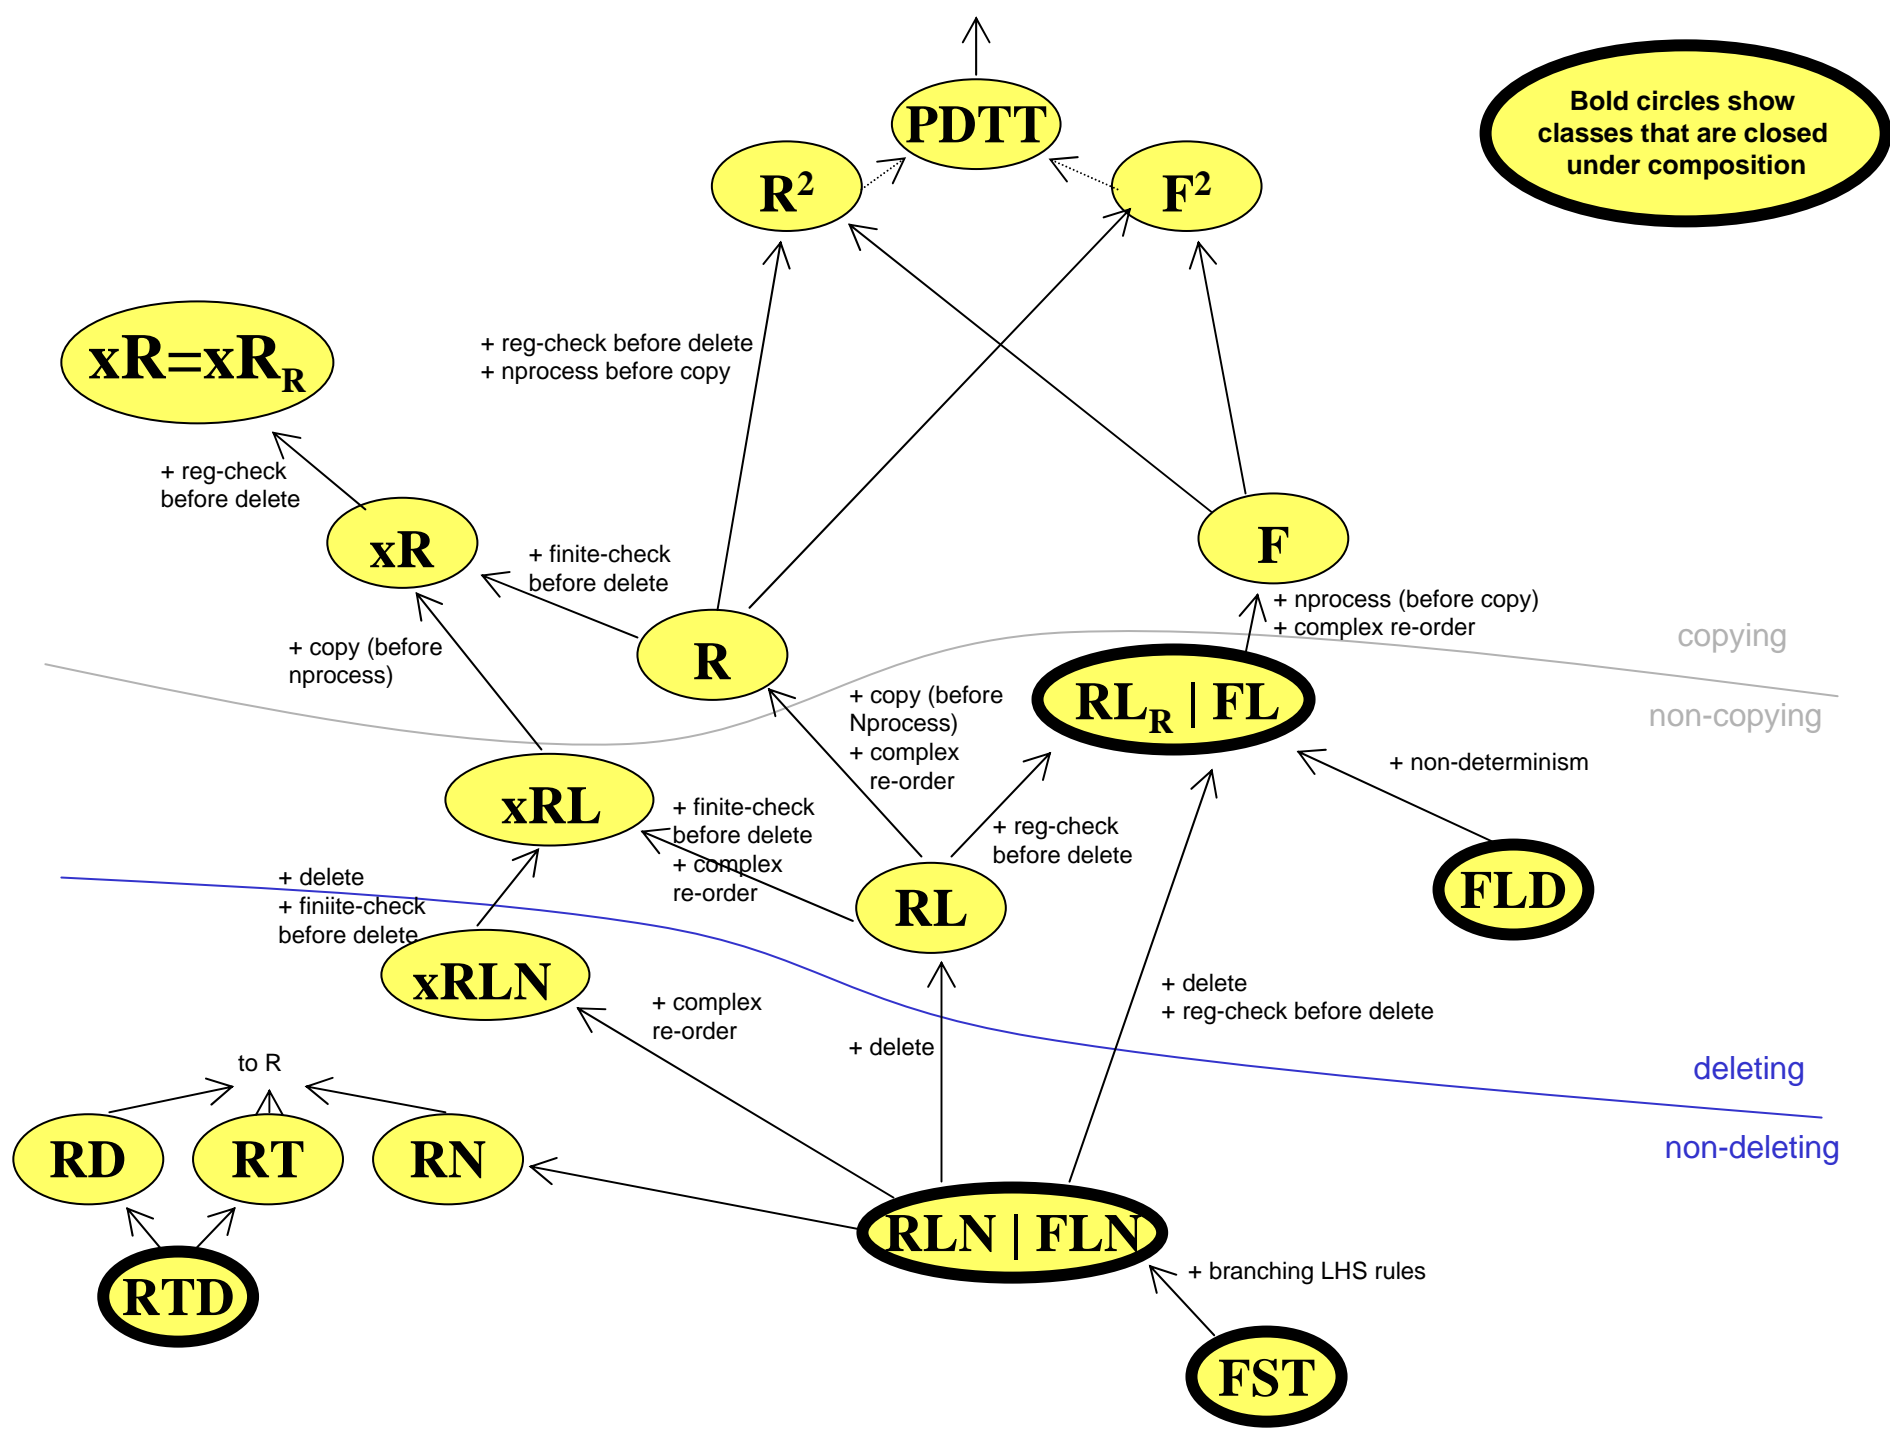 PDTT
Bold circles show
classes that are closed
under composition
R²
F²
xR=xR_R
+ reg-check before delete
+ nprocess before copy
+ reg-check
before delete
xR
+ finite-check
before delete
F
+ nprocess (before copy)
+ complex re-order
copying
+ copy (before
nprocess)
R
RL_R | FL
non-copying
+ copy (before
Nprocess)
+ complex
re-order
+ non-determinism
xRL
+ finite-check
before delete
+ complex
re-order
+ reg-check
before delete
+ delete
+ finiite-check
before delete
RL
FLD
xRLN
+ complex
re-order
+ delete
+ reg-check before delete
+ delete
to R
deleting
RD
RT
RN
non-deleting
RLN | FLN
RTD
+ branching LHS rules
FST